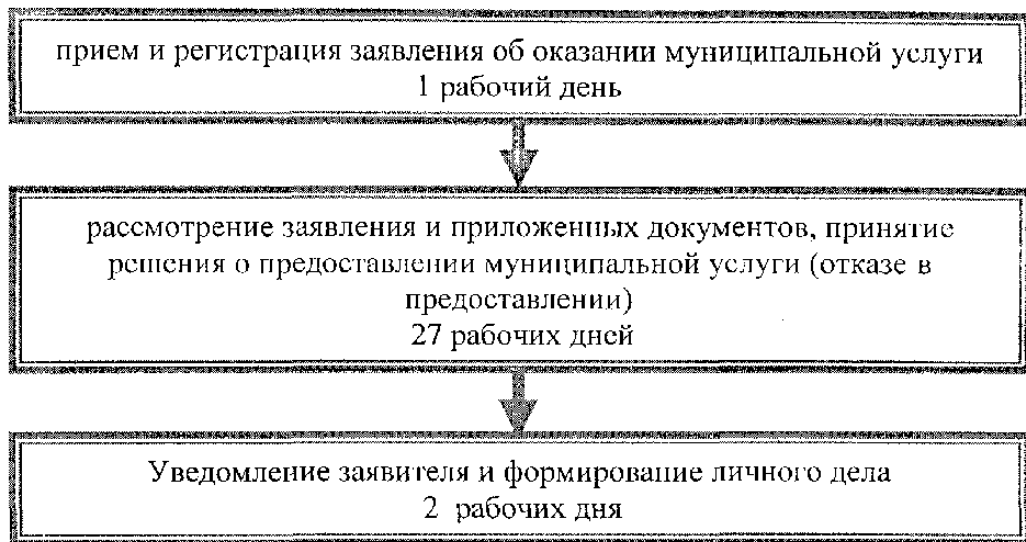 прием и регистрация заявления об оказании муниципальной услуги
1 рабочий день
рассмотрение заявления и приложенных документов, принятие
решения о предоставлении муниципальной услуги (отказе в
предоставлении)
27 рабочих дней
Уведомление заявителя и формирование личного дела
2 рабочих дня